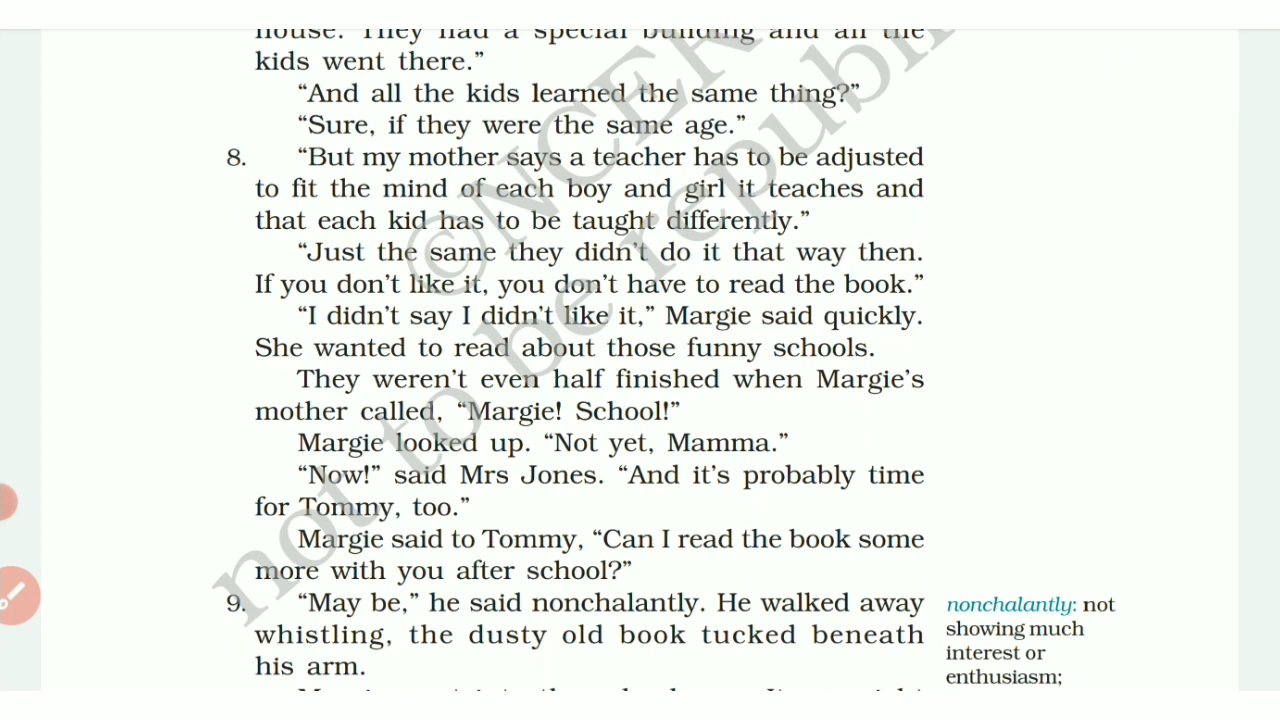 house. They had a special building and all the
kids went there.”
“And all the kids learned the same thing?”
“Sure, if they were the same age.”
8. “But my mother says a teacher has to be adjusted
to fit the mind of each boy and girl it teaches and
that each kid has to be taught differently.”
“Just the same they didn’t do it that way then.
If you don’t like it, you don’t have to read the book.”
“I didn’t say I didn’t like it,” Margie said quickly.
She wanted to read about those funny schools.
They weren’t even half finished when Margie’s
mother called, “Margie! School!”
Margie looked up. “Not yet, Mamma.”
“Now!” said Mrs Jones. “And it’s probably time
for Tommy, too.”
Margie said to Tommy, “Can I read the book some
more with you after school?”
9. “May be,” he said nonchalantly. He walked away
whistling, the dusty old book tucked beneath
his arm.
nonchalantly: not
showing much
interest or
enthusiasm;
©NCER
not to be republi